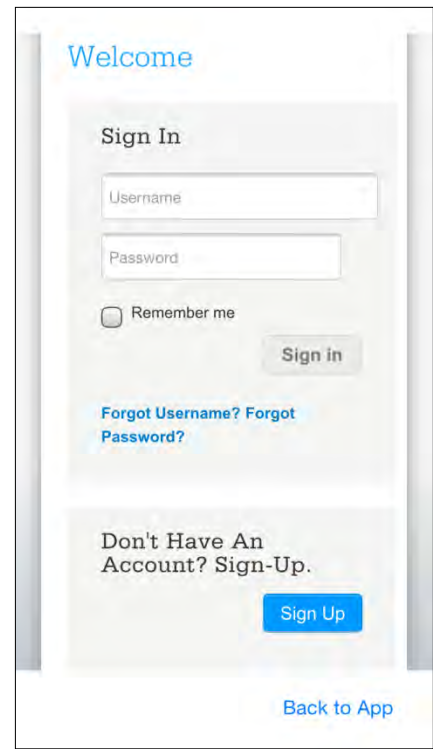 Welcome
Sign In
Username
Password
Remember me
Sign in
Forgot Username? Forgot
Password?
Don't Have An
Account? Sign-Up.
Sign Up
Back to App